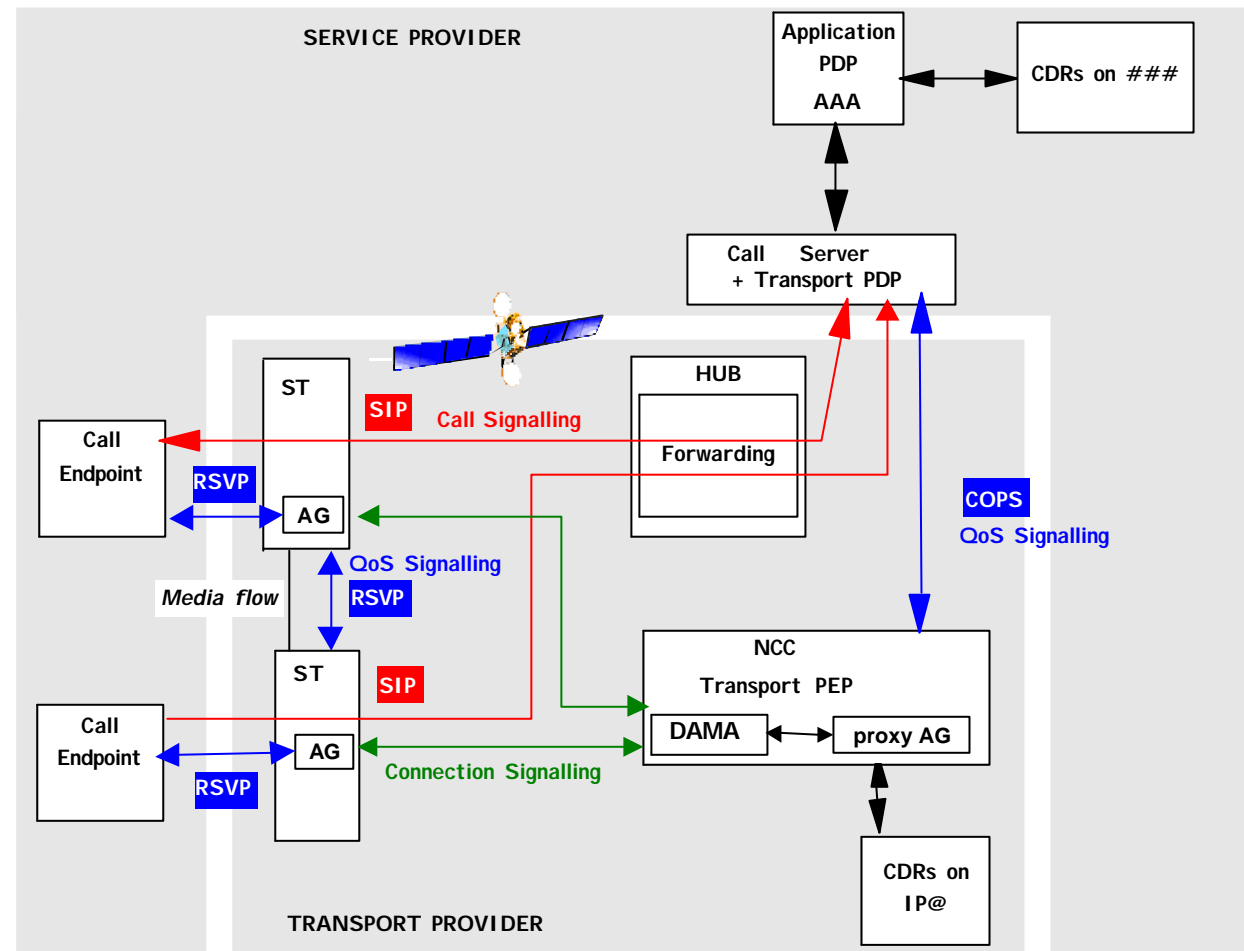 SERVICE PROVIDER
Application
PDP
AAA
CDRs on ###
Call Server
+ Transport PDP
ST
HUB
SIP
Call Signalling
Call
Endpoint
Forwarding
RSVP
AG
COPS
QoS Signalling
QoS Signalling
Media flow
RSVP
NCC
ST
SIP
Transport PEP
Call
Endpoint
DAMA
proxy AG
AG
Connection Signalling
RSVP
CDRs on
IP@
TRANSPORT PROVIDER